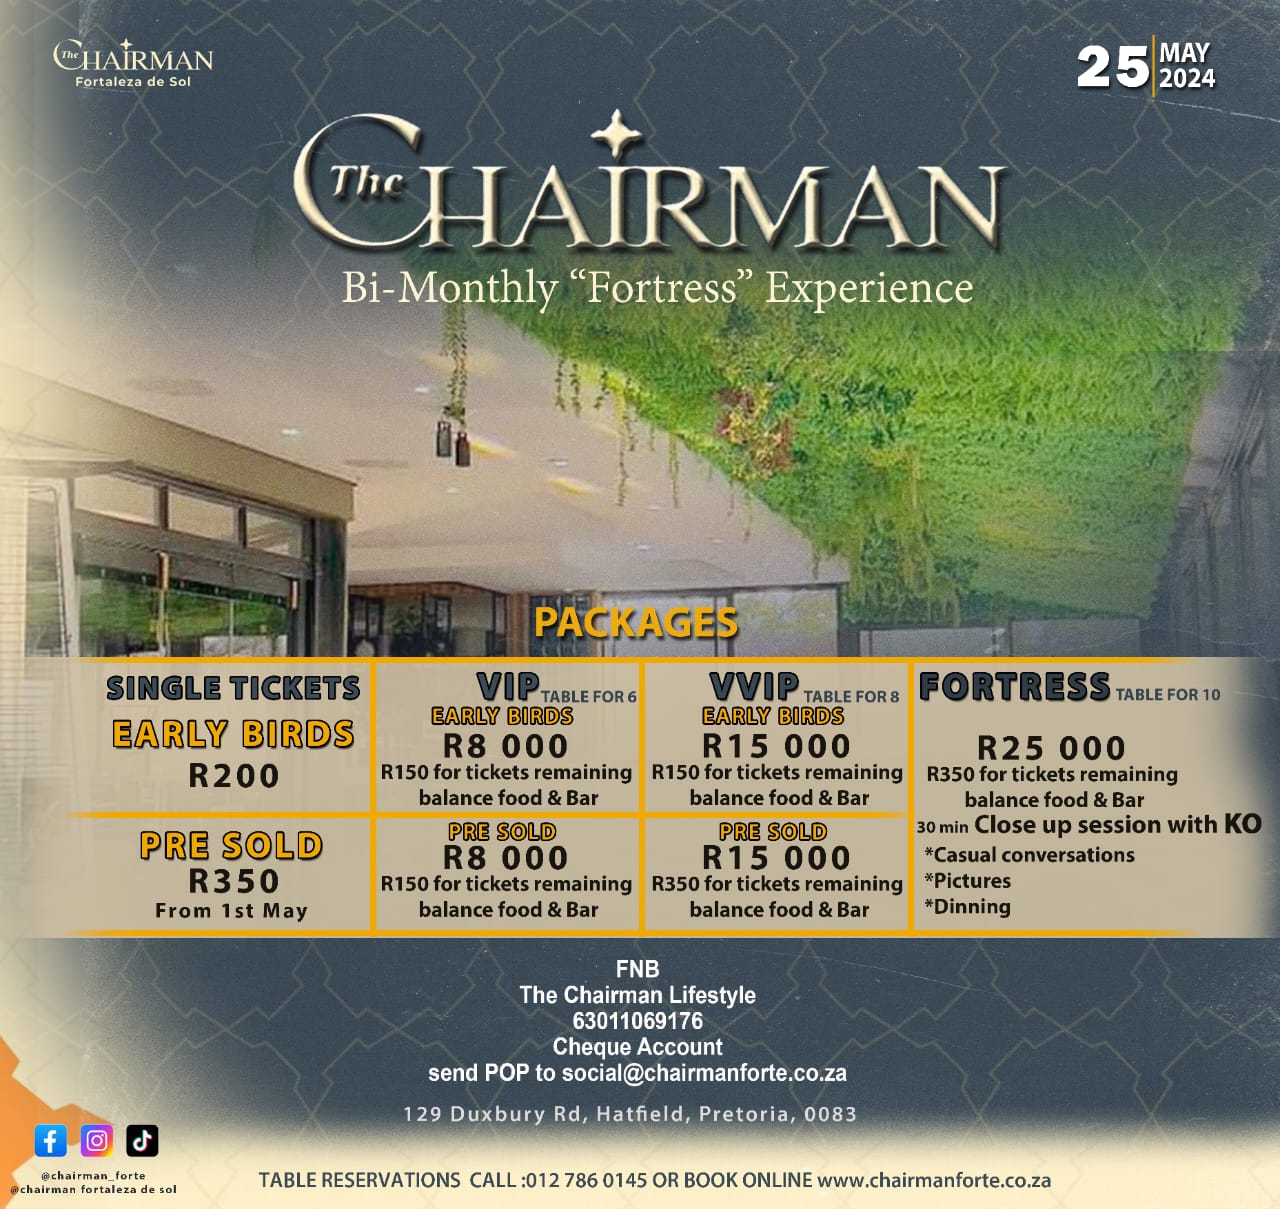 The CHAIRMAN
Fortaleza de Sol
25 MAY
2024
The CHAIRMAN
Bi-Monthly “Fortress” Experience
PACKAGES
SINGLE TICKETS
EARLY BIRDS
R200
PRE SOLD
R350
From 1st May
VIP TABLE FOR 6
EARLY BIRDS
R8 000
R150 for tickets remaining
balance food & Bar
PRE SOLD
R8 000
R150 for tickets remaining
balance food & Bar
VVIP TABLE FOR 8
EARLY BIRDS
R15 000
R150 for tickets remaining
balance food & Bar
PRE SOLD
R15 000
R350 for tickets remaining
balance food & Bar
FORTRESS TABLE FOR 10
R25 000
R350 for tickets remaining
balance food & Bar
30 min Close up session with KO
*Casual conversations
*Pictures
*Dinning
FNB
The Chairman Lifestyle
63011069176
Cheque Account
send POP to social@chairmanforte.co.za
129 Duxbury Rd, Hatfield, Pretoria, 0083
@chairman_forte
@chairman fortaleza de sol
TABLE RESERVATIONS CALL :012 786 0145 OR BOOK ONLINE www.chairmanforte.co.za